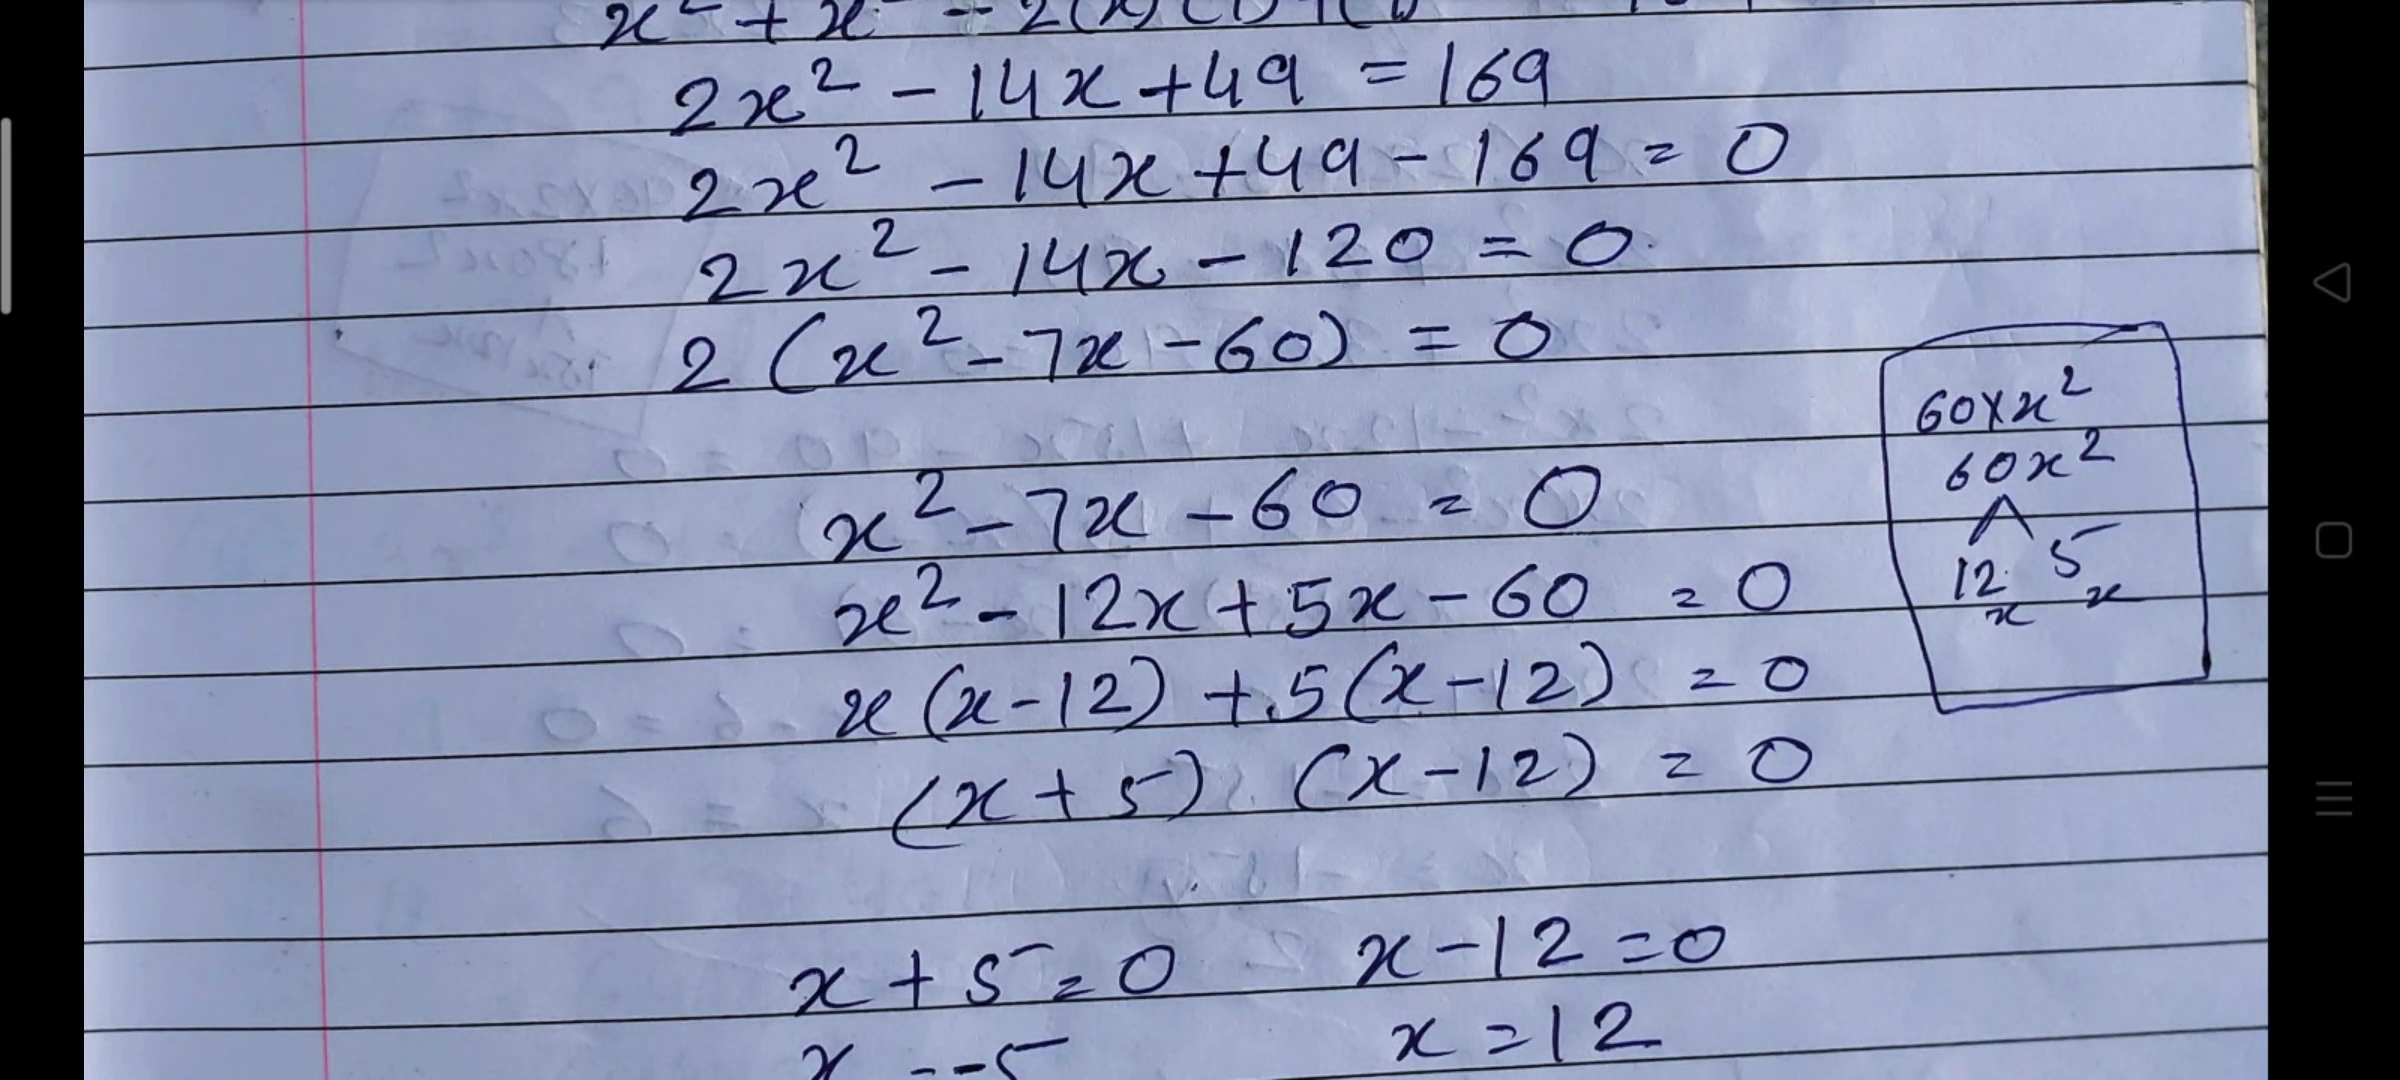 2x² - 14x + 49 = 169
2x² - 14x + 49 - 169 = 0
2x² - 14x - 120 = 0
2 (x² - 7x - 60) = 0
x² - 7x - 60 = 0
x² - 12x + 5x - 60 = 0
x (x - 12) + 5 (x - 12) = 0
(x + 5) (x - 12) = 0
x + 5 = 0 x - 12 = 0
x = -5 x = 12
60 × x²
60x²
12x 5x